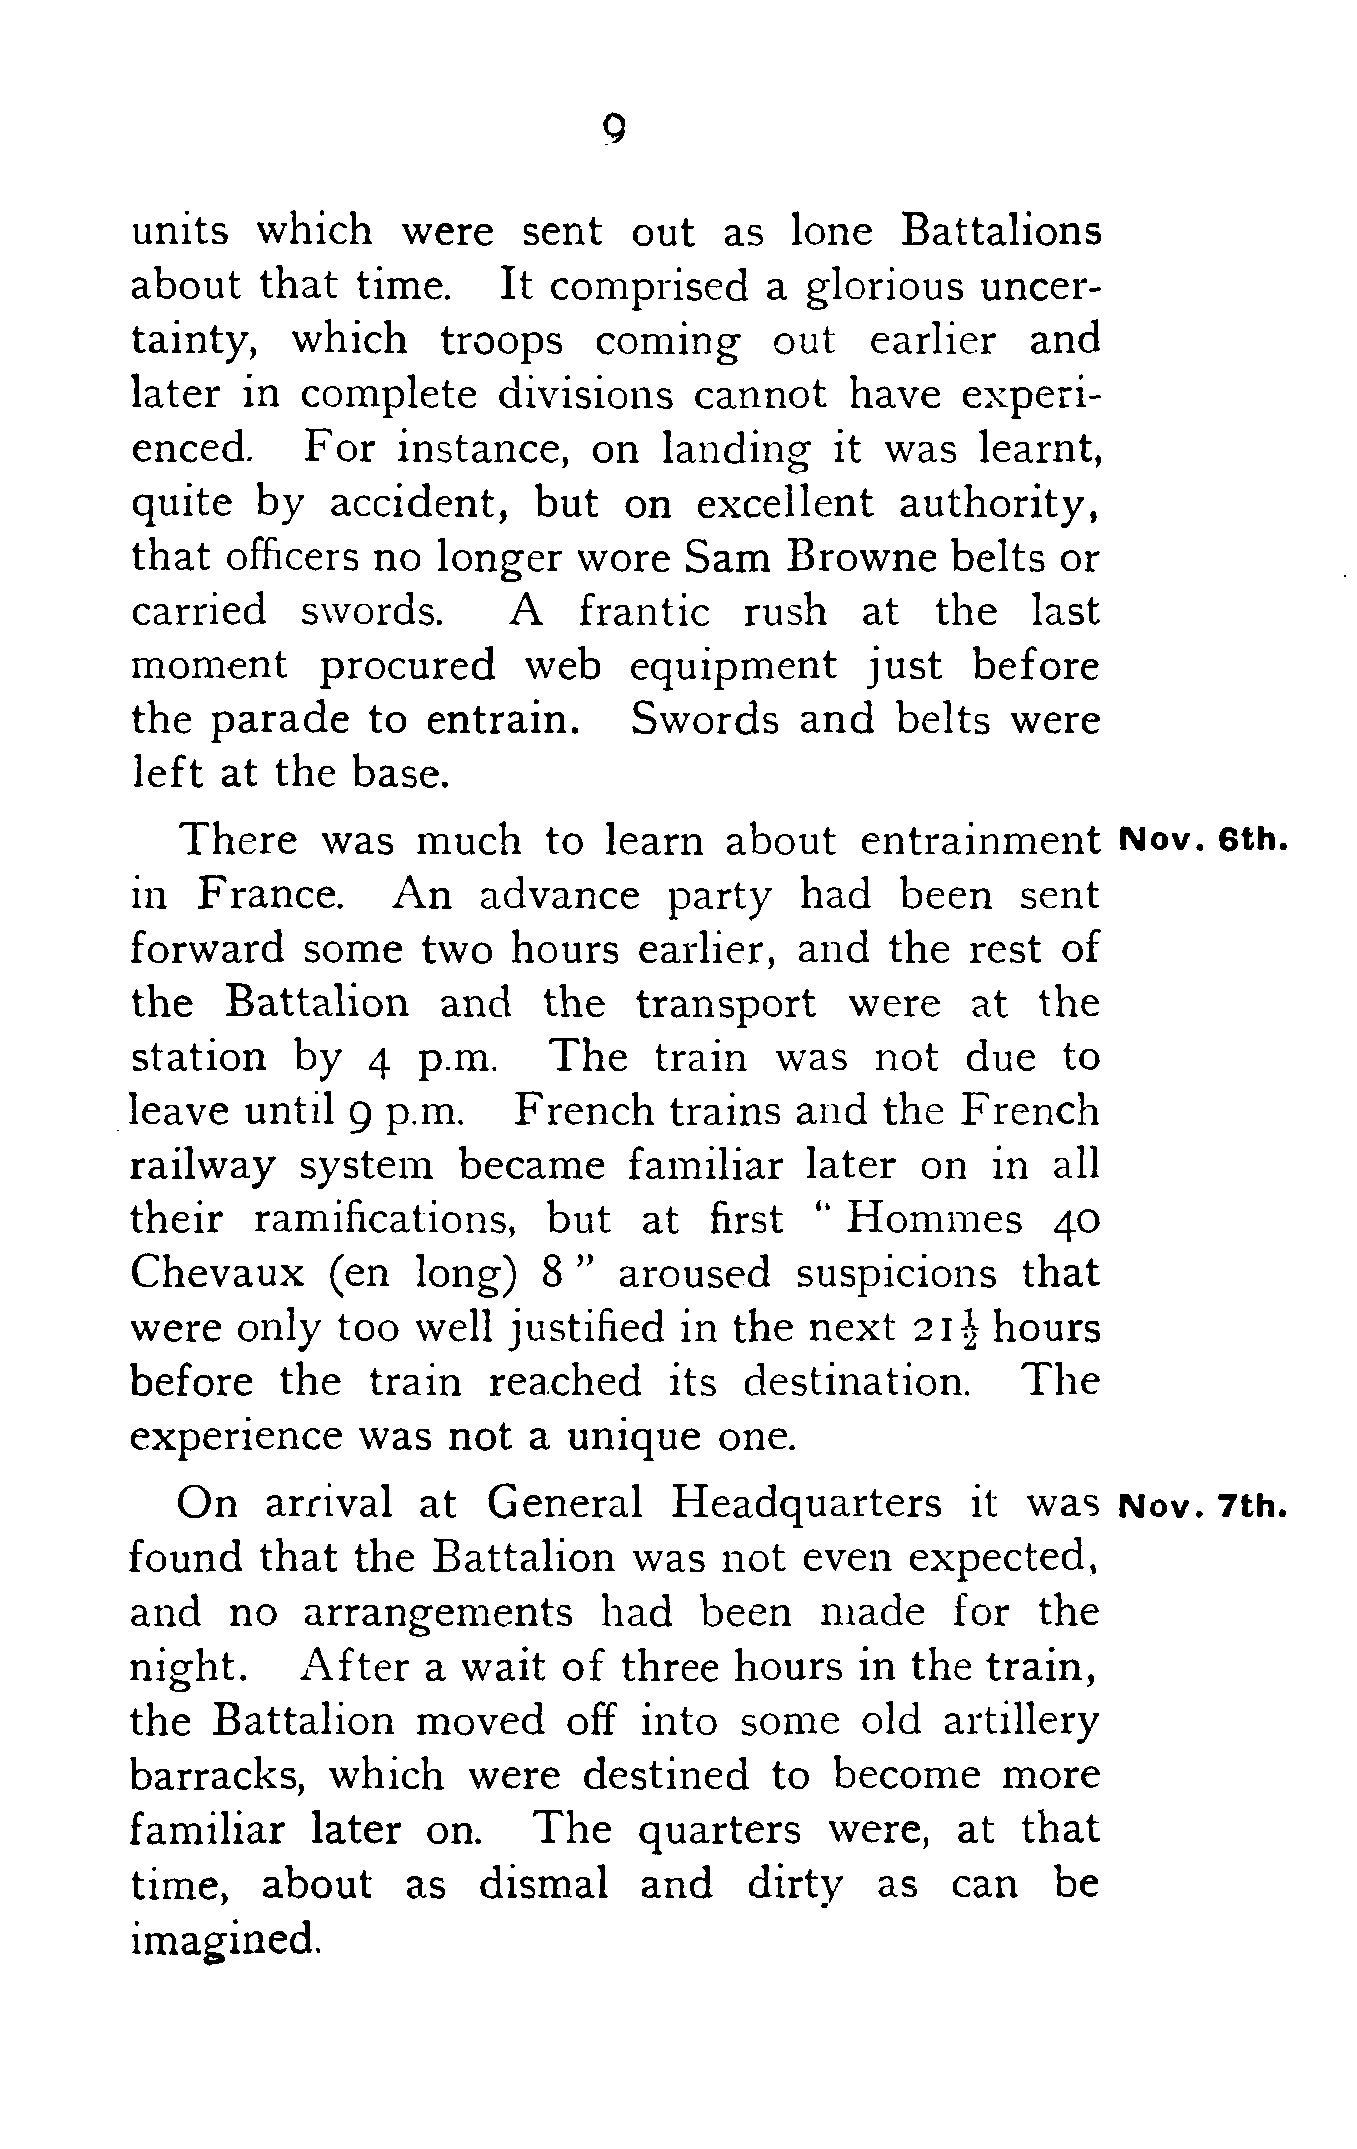 9
units which were sent out as lone Battalions
about that time. It comprised a glorious uncer-
tainty, which troops coming out earlier and
later in complete divisions cannot have experi-
enced. For instance, on landing it was learnt,
quite by accident, but on excellent authority,
that officers no longer wore Sam Browne belts or
carried swords. A frantic rush at the last
moment procured web equipment just before
the parade to entrain. Swords and belts were
left at the base.
There was much to learn about entrainment Nov. 6th.
in France. An advance party had been sent
forward some two hours earlier, and the rest of
the Battalion and the transport were at the
station by 4 p.m. The train was not due to
leave until 9 p.m. French trains and the French
railway system became familiar later on in all
their ramifications, but at first “ Hommes 40
Chevaux (en long) 8 ” aroused suspicions that
were only too well justified in the next 21½ hours
before the train reached its destination. The
experience was not a unique one.
On arrival at General Headquarters it was Nov. 7th.
found that the Battalion was not even expected,
and no arrangements had been made for the
night. After a wait of three hours in the train,
the Battalion moved off into some old artillery
barracks, which were destined to become more
familiar later on. The quarters were, at that
time, about as dismal and dirty as can be
imagined.